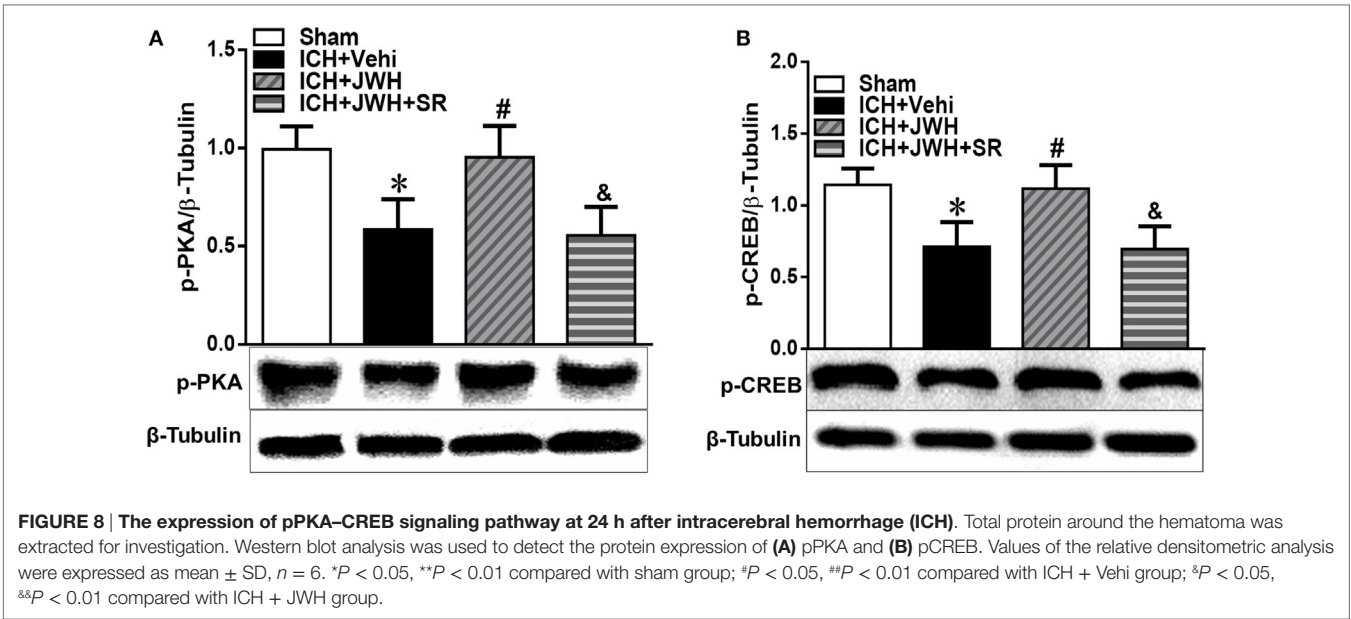 A
Sham
ICH+Vehi
ICH+JWH
ICH+JWH+SR
p-PKA/β-Tubulin
1.5
1.0
0.5
0.0
*
#
&
p-PKA
β-Tubulin
B
Sham
ICH+Vehi
ICH+JWH
ICH+JWH+SR
p-CREB/β-Tubulin
2.0
1.5
1.0
0.5
0.0
*
#
&
p-CREB
β-Tubulin
FIGURE 8 | The expression of pPKA–CREB signaling pathway at 24 h after intracerebral hemorrhage (ICH). Total protein around the hematoma was
extracted for investigation. Western blot analysis was used to detect the protein expression of (A) pPKA and (B) pCREB. Values of the relative densitometric analysis
were expressed as mean ± SD, n = 6. *P < 0.05, **P < 0.01 compared with sham group; #P < 0.05, ##P < 0.01 compared with ICH + Vehi group; &P < 0.05,
&&P < 0.01 compared with ICH + JWH group.